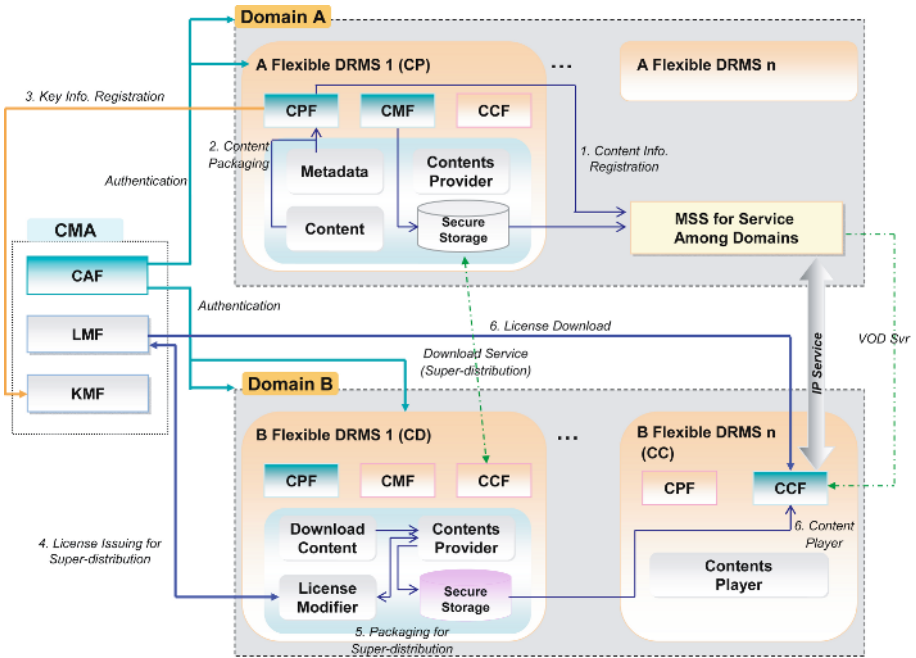 Domain A
A Flexible DRMS 1 (CP)
...
A Flexible DRMS n
3. Key Info. Registration
CPF
CMF
CCF
2. Content
Packaging
1. Content Info.
Registration
Metadata
Contents
Provider
Authentication
Content
Secure
Storage
MSS for Service
Among Domains
CMA
CAF
LMF
KMF
Authentication
6. License Download
Download Service
(Super-distribution)
IP Service
VOD Svr
Domain B
B Flexible DRMS 1 (CD)
...
B Flexible DRMS n
(CC)
CPF
CMF
CCF
CPF
CCF
4. License Issuing for
Super-distribution
Download
Content
Contents
Provider
6. Content
Player
License
Modifier
Secure
Storage
Contents
Player
5. Packaging for
Super-distribution